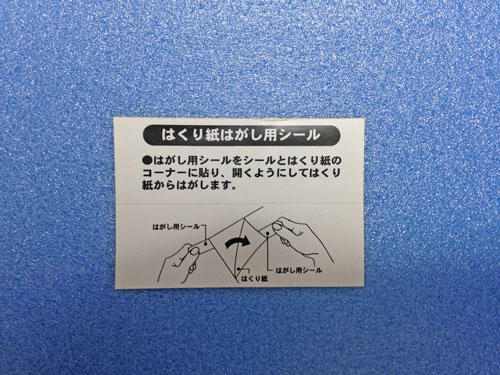 はくり紙はがし用シール
●はがし用シールをシールとはくり紙の
コーナーに貼り、開くようにしてはくり
紙からはがします。
はがし用シール
はがし用シール
はくり紙